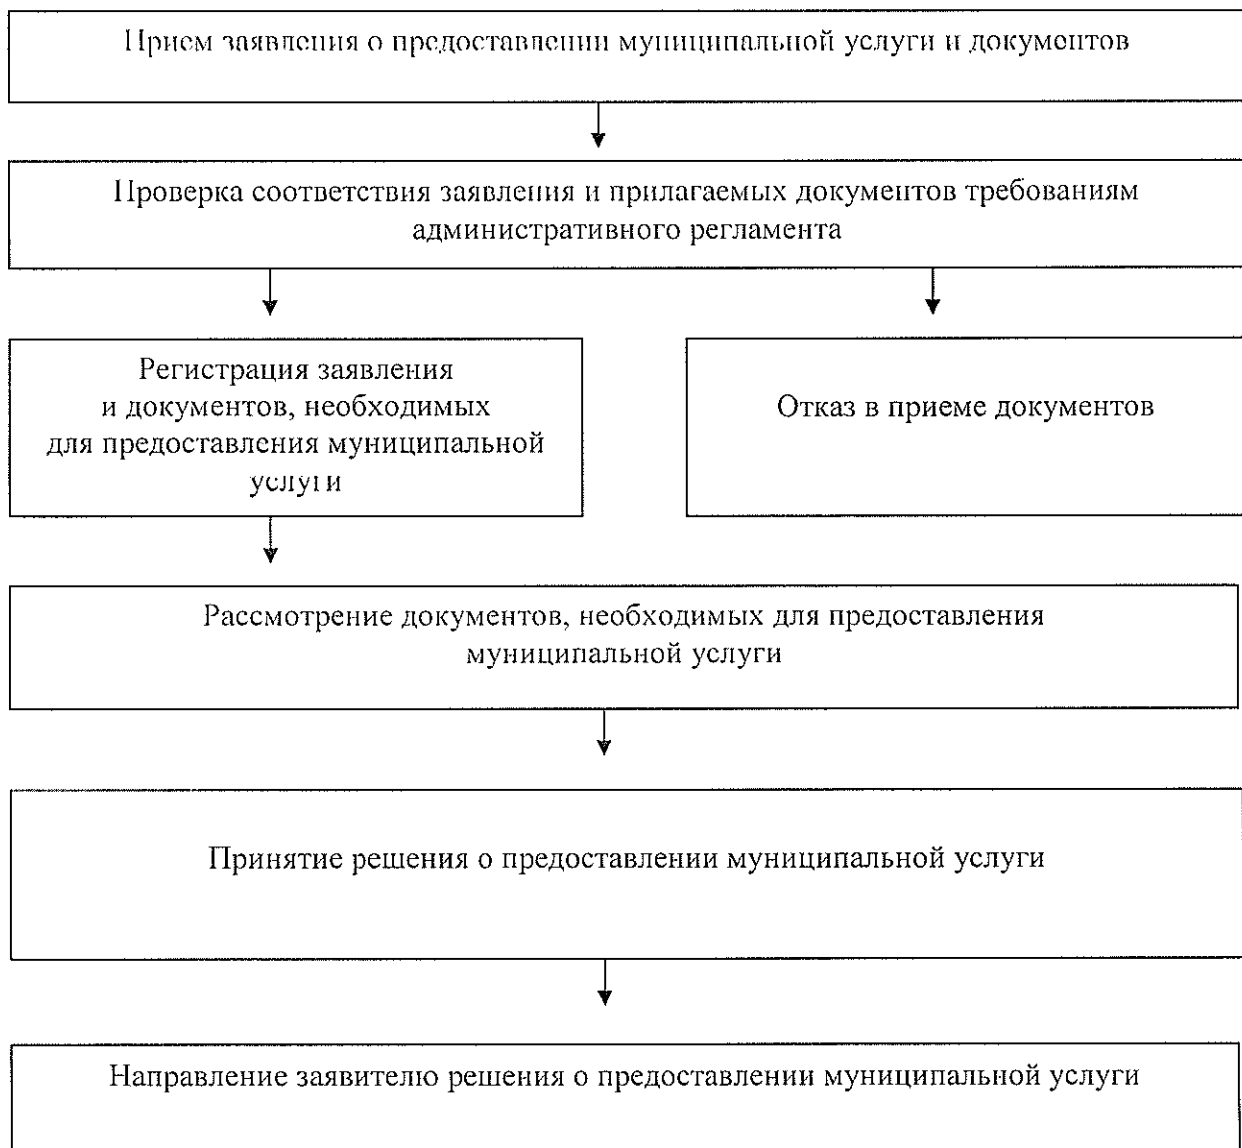 Прием заявления о предоставлении муниципальной услуги и документов
Проверка соответствия заявления и прилагаемых документов требованиям
административного регламента
Регистрация заявления
и документов, необходимых
для предоставления муниципальной
услуги
Отказ в приеме документов
Рассмотрение документов, необходимых для предоставления
муниципальной услуги
Принятие решения о предоставлении муниципальной услуги
Направление заявителю решения о предоставлении муниципальной услуги